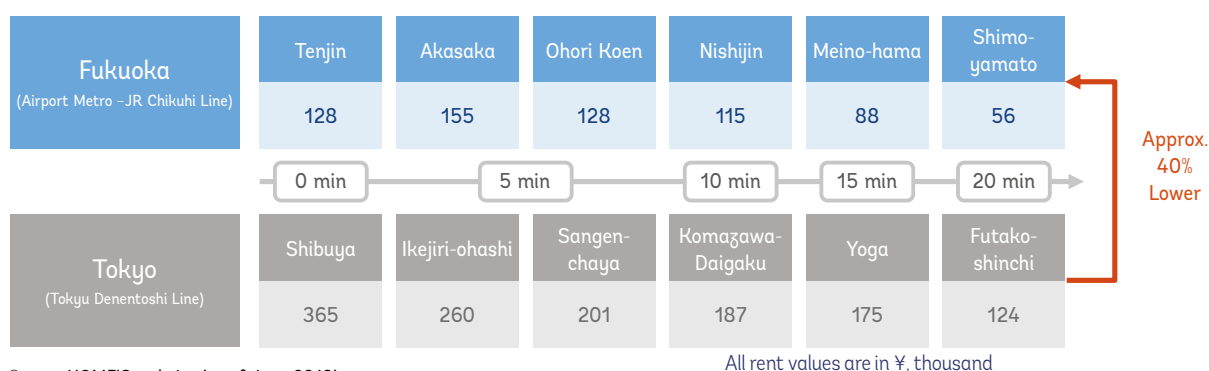 Fukuoka
(Airport Metro –JR Chikuhi Line)
Tenjin
Akasaka
Ohori Koen
Nishijin
Meino-hama
Shimo-
yamato
128
155
128
115
88
56
0 min
5 min
10 min
15 min
20 min
Approx.
40%
Lower
Tokyo
(Tokyu Denentoshi Line)
Shibuya
Ikejiri-ohashi
Sangen-
chaya
Komazawa-
Daigaku
Yoga
Futako-
shinchi
365
260
201
187
175
124
All rent values are in ¥, thousand